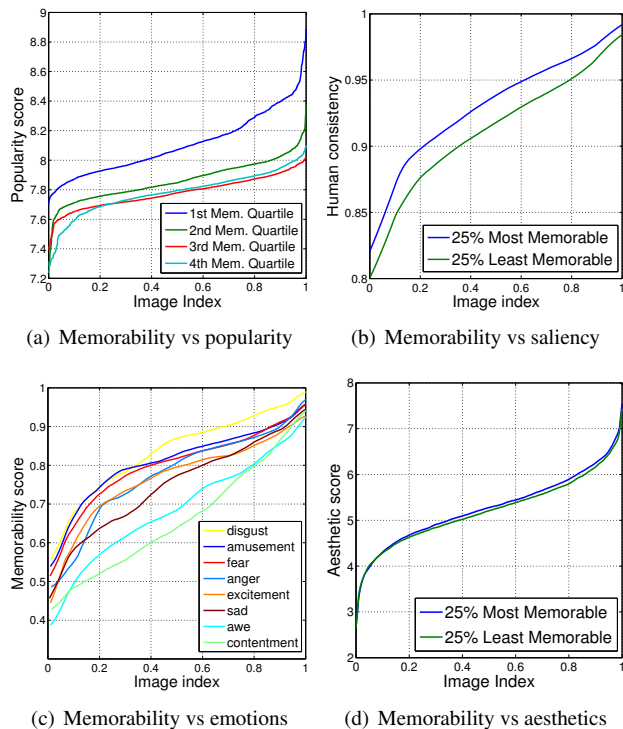 9
8.8
8.6
8.4
8.2
8
7.8
7.6
7.4
7.2
0 0.2 0.4 0.6 0.8 1
Popularity score
Image Index
1st Mem. Quartile
2nd Mem. Quartile
3rd Mem. Quartile
4th Mem. Quartile
(a) Memorability vs popularity
1
0.95
0.9
0.85
0.8
0 0.2 0.4 0.6 0.8 1
Human consistency
Image index
25% Most Memorable
25% Least Memorable
(b) Memorability vs saliency
1
0.9
0.8
0.7
0.6
0.5
0.4
0 0.2 0.4 0.6 0.8 1
Memorability score
Image index
disgust
amusement
fear
anger
excitement
sad
awe
contentment
(c) Memorability vs emotions
8
7
6
5
4
3
2
0 0.2 0.4 0.6 0.8 1
Aesthetic score
Image Index
25% Most Memorable
25% Least Memorable
(d) Memorability vs aesthetics